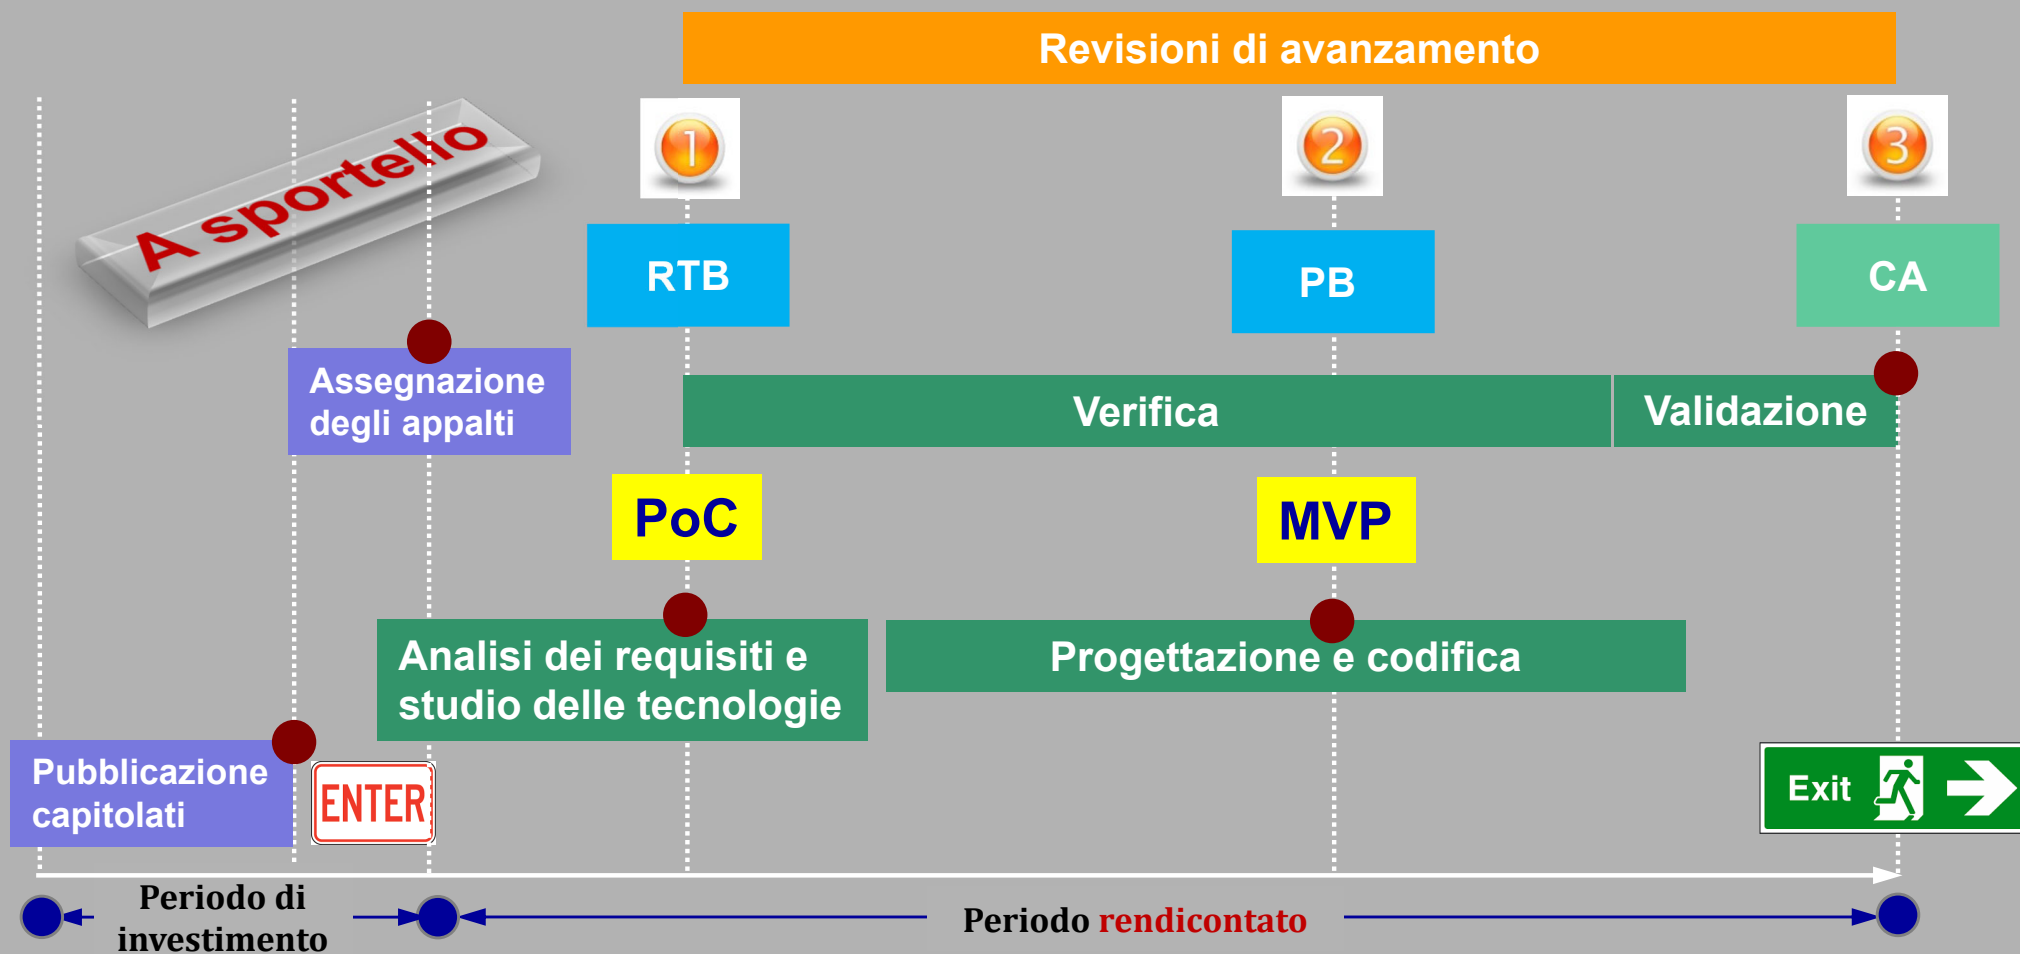 Revisioni di avanzamento
A sportello
1
2
3
RTB
PB
CA
Assegnazione
degli appalti
Verifica
Validazione
PoC
MVP
Analisi dei requisiti e
studio delle tecnologie
Progettazione e codifica
Pubblicazione
capitolati
ENTER
Exit
Periodo di
investimento
Periodo rendicontato